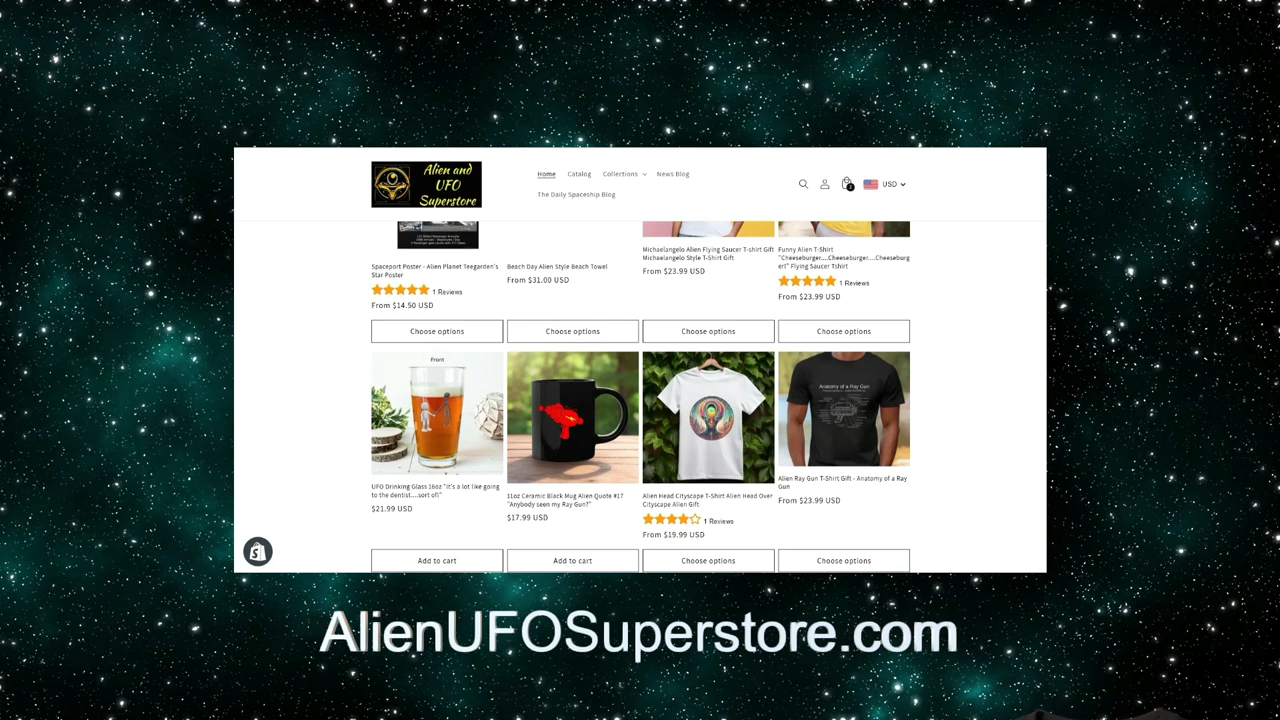 Alien and
UFO
Superstore
Home
Catalog
Collections
News Blog
The Daily Spaceship Blog
USD
Spaceport Poster - Alien Planet Teegarden's
Star Poster
1 Reviews
From $14.50 USD
Choose options
Beach Day Alien Style Beach Towel
From $31.00 USD
Choose options
Michaelangelo Alien Flying Saucer T-shirt Gift
Michaelangelo Style T-Shirt Gift
From $23.99 USD
Choose options
Funny Alien T-Shirt
"Cheeseburger....Cheeseburger....Cheeseburg
er!" Flying Saucer Tshirt
1 Reviews
From $23.99 USD
Choose options
Front
UFO Drinking Glass 16oz "It's a lot like going
to the dentist....sort of!"
$21.99 USD
Add to cart
11oz Ceramic Black Mug Alien Quote #17
"Anybody seen my Ray Gun?"
$17.99 USD
Add to cart
Alien Head Cityscape T-Shirt Alien Head Over
Cityscape Alien Gift
1 Reviews
From $19.99 USD
Choose options
Anatomy of a Ray Gun
Alien Ray Gun T-Shirt Gift - Anatomy of a Ray
Gun
From $23.99 USD
Choose options
AlienUFOSuperstore.com